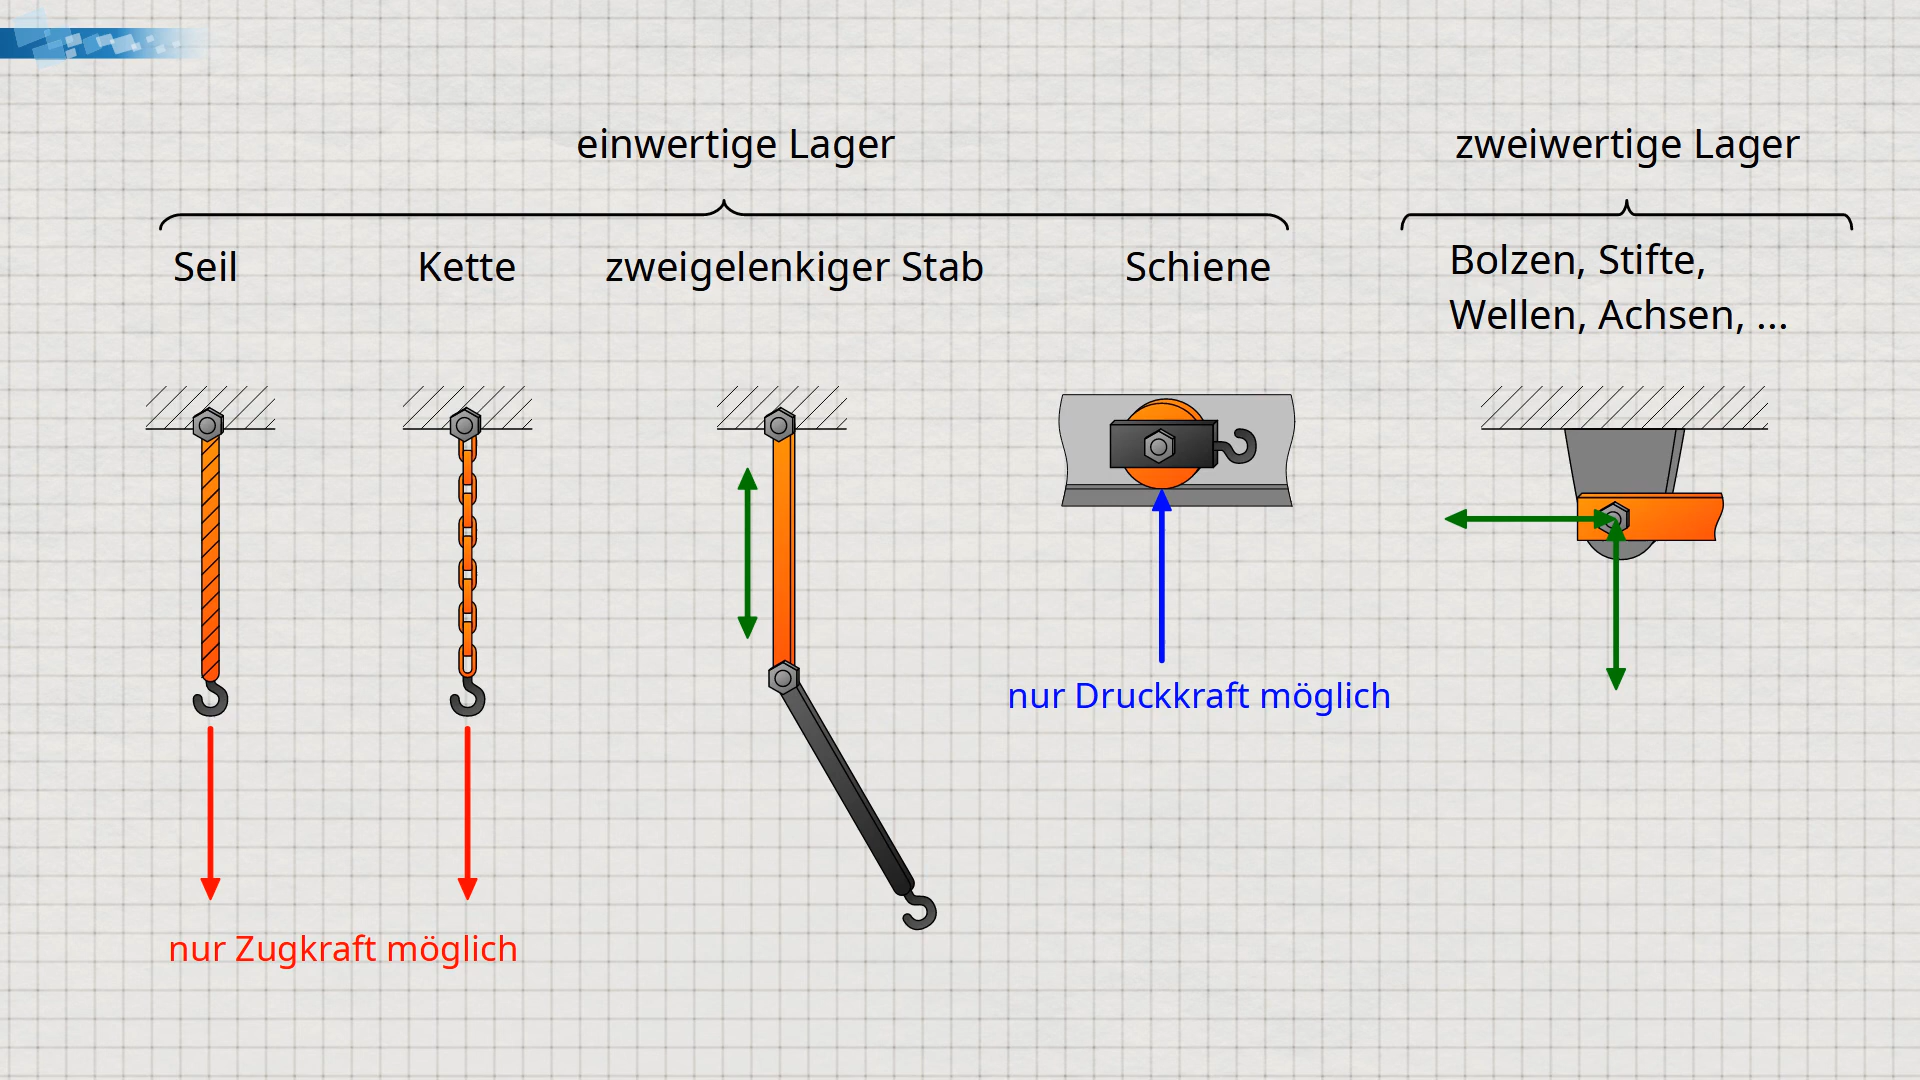 einwertige Lager
zweiwertige Lager
Seil
Kette
zweigelenkiger Stab
Schiene
Bolzen, Stifte,
Wellen, Achsen, ...
nur Druckkraft möglich
nur Zugkraft möglich